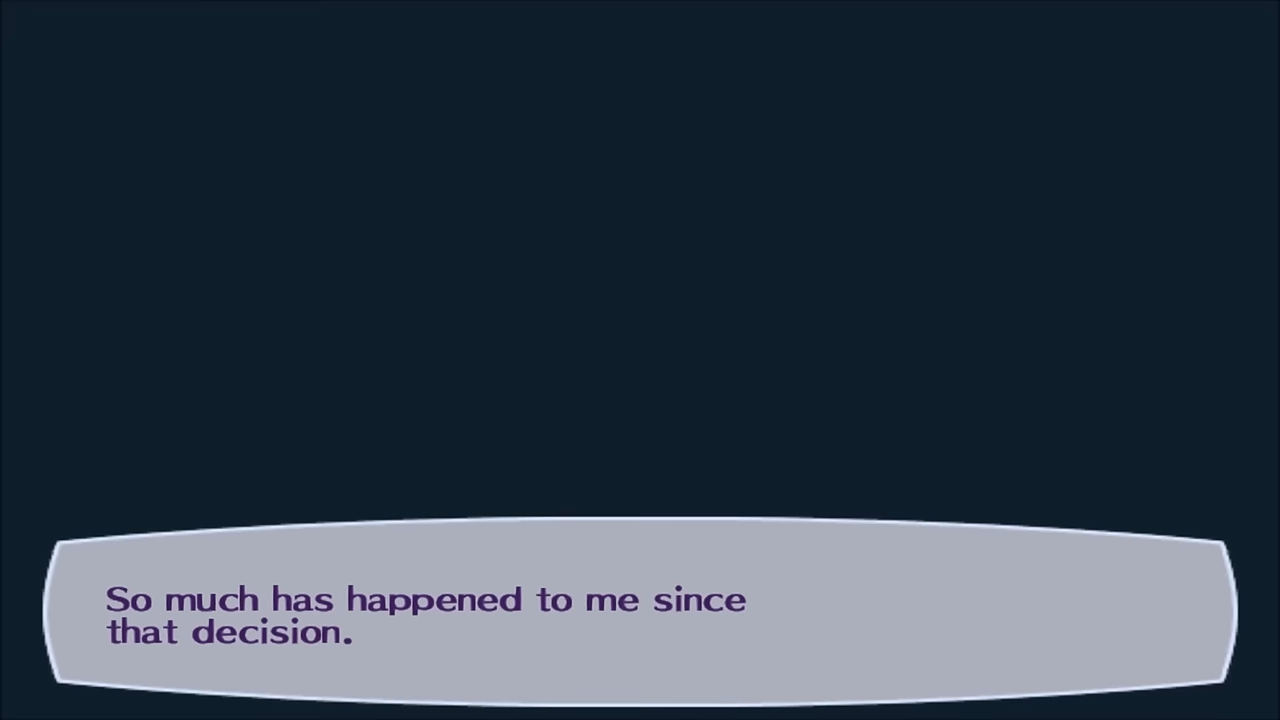 So much has happened to me since
that decision.